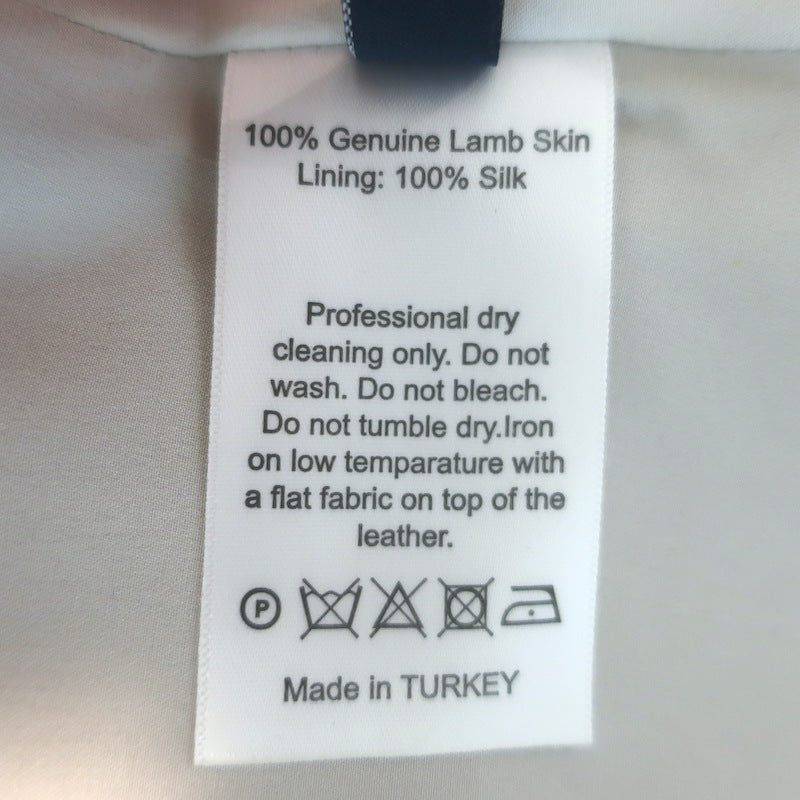 100% Genuine Lamb Skin
Lining: 100% Silk
Professional dry
cleaning only. Do not
wash. Do not bleach.
Do not tumble dry.Iron
on low temparature with
a flat fabric on top of the
leather.
P
Made in TURKEY